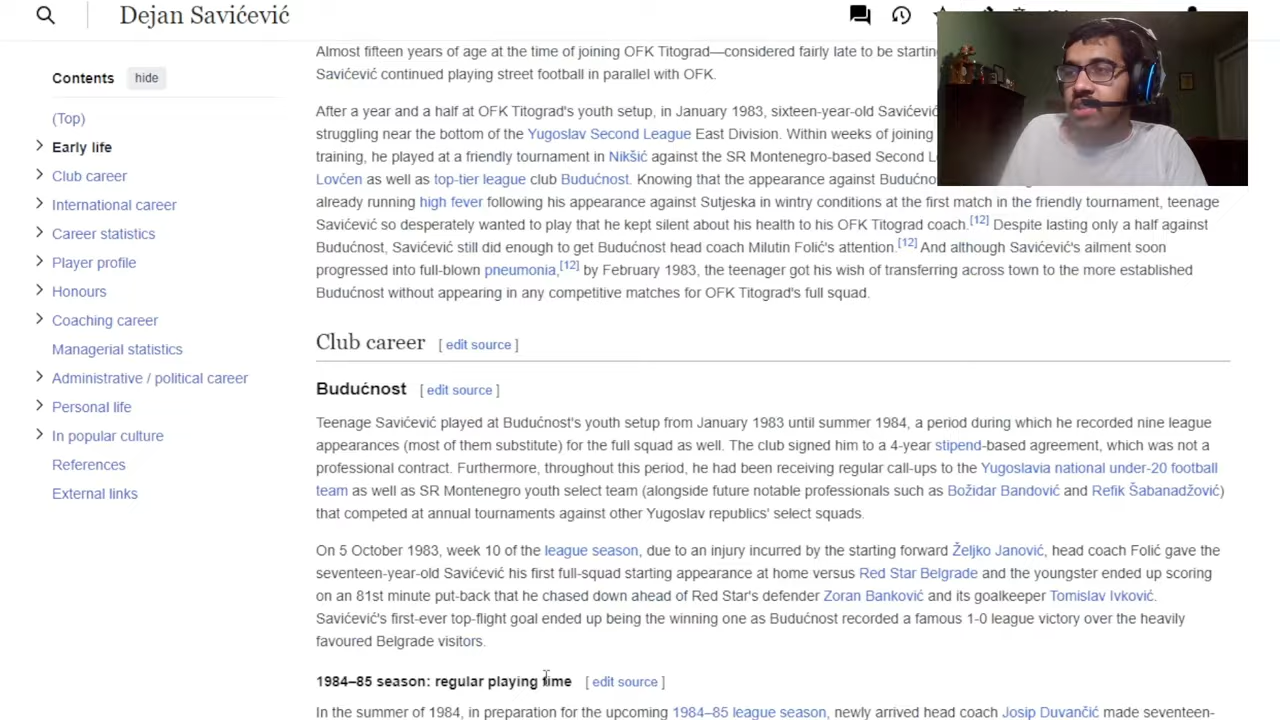 Dejan Savićević
Contents hide
(Top)
Early life
Club career
International career
Career statistics
Player profile
Honours
Coaching career
Managerial statistics
Administrative / political career
Personal life
In popular culture
References
External links
Almost fifteen years of age at the time of joining OFK Titograd—considered fairly late to be
Savićević continued playing street football in parallel with OFK.
After a year and a half at OFK Titograd's youth setup, in January 1983, sixteen-year-old
struggling near the bottom of the Yugoslav Second League East Division. Within weeks of joining
training, he played at a friendly tournament in Nikšić against the SR Montenegro-based Second
Lovćen as well as top-tier league club Budućnost. Knowing that the appearance against
already running high fever following his appearance against Sutjeska in wintry conditions at the first match in the friendly tournament, teenage
Savićević so desperately wanted to play that he kept silent about his health to his OFK Titograd coach.[12] Despite lasting only a half against
Budućnost, Savićević still did enough to get Budućnost head coach Milutin Folić's attention.[12] And although Savićević's ailment soon
progressed into full-blown pneumonia,[12] by February 1983, the teenager got his wish of transferring across town to the more established
Budućnost without appearing in any competitive matches for OFK Titograd's full squad.
Club career [ edit source ]
Budućnost [ edit source ]
Teenage Savićević played at Budućnost's youth setup from January 1983 until summer 1984, a period during which he recorded nine league
appearances (most of them substitute) for the full squad as well. The club signed him to a 4-year stipend-based agreement, which was not a
professional contract. Furthermore, throughout this period, he had been receiving regular call-ups to the Yugoslavia national under-20 football
team as well as SR Montenegro youth select team (alongside future notable professionals such as Božidar Bandović and Refik Šabanadžović)
that competed at annual tournaments against other Yugoslav republics' select squads.
On 5 October 1983, week 10 of the league season, due to an injury incurred by the starting forward Željko Janović, head coach Folić gave the
seventeen-year-old Savićević his first full-squad starting appearance at home versus Red Star Belgrade and the youngster ended up scoring
on an 81st minute put-back that he chased down ahead of Red Star's defender Zoran Banković and its goalkeeper Tomislav Ivković.
Savićević's first-ever top-flight goal ended up being the winning one as Budućnost recorded a famous 1-0 league victory over the heavily
favoured Belgrade visitors.
1984–85 season: regular playing time [ edit source ]
In the summer of 1984, in preparation for the upcoming 1984–85 league season, newly arrived head coach Josip Duvančić made seventeen-